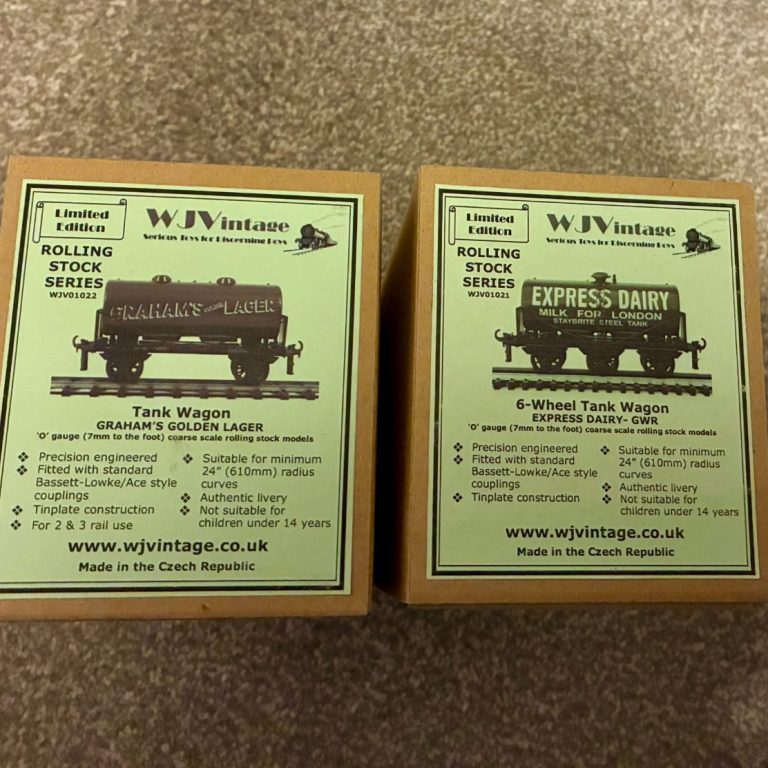 Limited
Edition
WJVintage
Serious Toys for Discerning Boys
ROLLING
STOCK
SERIES
WJV01022
GRAHAM'S GOLDEN LAGER
Tank Wagon
GRAHAM'S GOLDEN LAGER
'O' gauge (7mm to the foot) coarse scale rolling stock models
❖ Precision engineered
❖ Fitted with standard
Bassett-Lowke/Ace style
couplings
❖ Tinplate construction
❖ For 2 & 3 rail use
❖ Suitable for minimum
24" (610mm) radius
curves
❖ Authentic livery
❖ Not suitable for
children under 14 years
www.wjvintage.co.uk
Made in the Czech Republic
Limited
Edition
WJVintage
Serious Toys for Discerning Boys
ROLLING
STOCK
SERIES
WJV01021
EXPRESS DAIRY
MILK FOR LONDON
STAYBRITE STEEL TANK
6-Wheel Tank Wagon
EXPRESS DAIRY- GWR
'O' gauge (7mm to the foot) coarse scale rolling stock models
❖ Precision engineered
❖ Fitted with standard
Bassett-Lowke/Ace style
couplings
❖ Tinplate construction
❖ Suitable for minimum
24" (610mm) radius
curves
❖ Authentic livery
❖ Not suitable for
children under 14 years
www.wjvintage.co.uk
Made in the Czech Republic